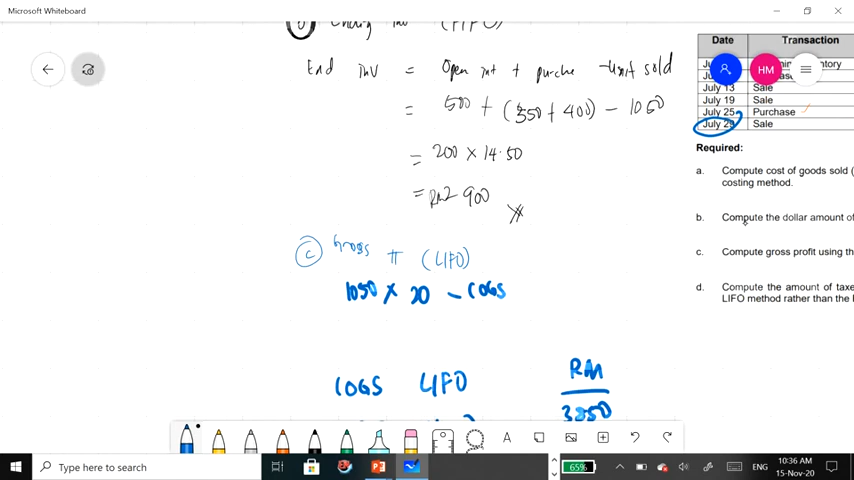 Microsoft Whiteboard
b Ending inv (FIFO)
End inv = Open int + purche - unit sold
= 500 + (350 + 400) - 1050
= 200 x 14.50
= RM2 900
c Gross π (LIFO)
1050 x 20 - COGS
COGS LIFO RM
Date Transaction
HM
July 13 Sale
July 19 Sale
July 25 Purchase
July 29 Sale
Required:
a. Compute cost of goods sold (
costing method.
b. Compute the dollar amount of
c. Compute gross profit using th
d. Compute the amount of taxe
LIFO method rather than the
A
Type here to search
65%
ENG
10:36 AM
15-Nov-20